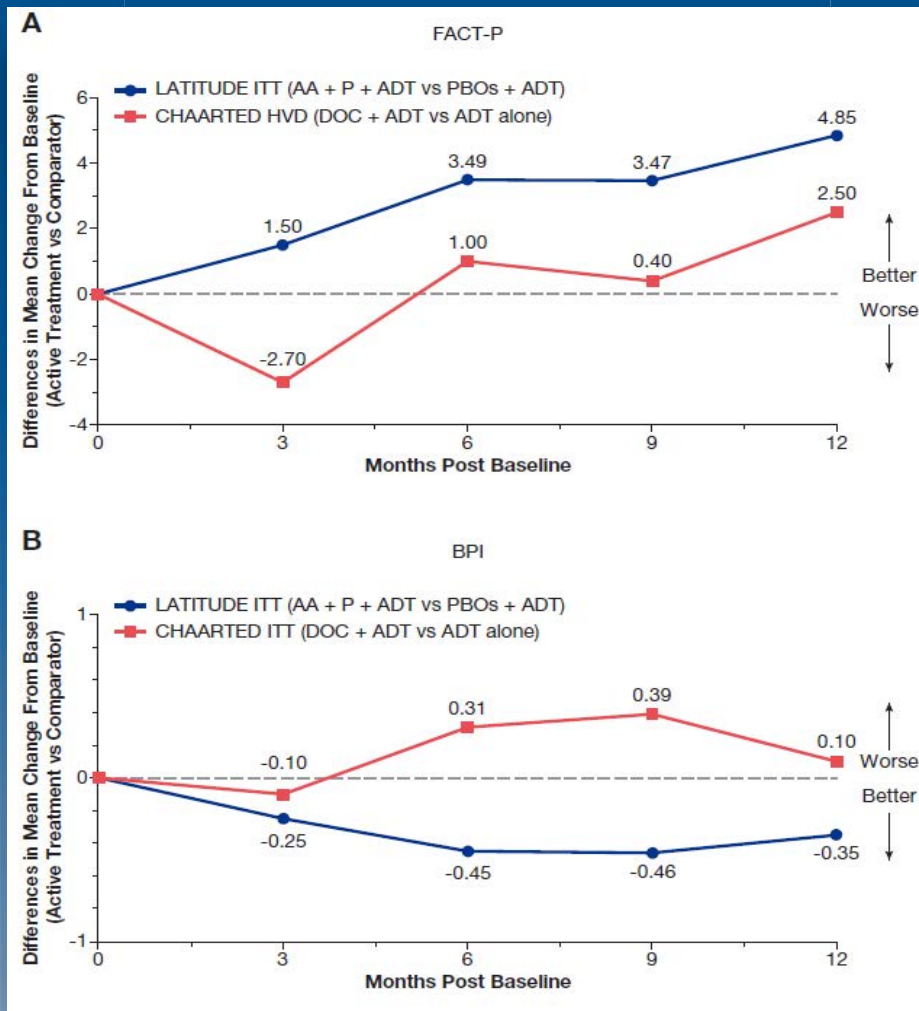 A
FACT-P
LATITUDE ITT (AA + P + ADT vs PBOs + ADT)
CHAARTED HVD (DOC + ADT vs ADT alone)
Differences in Mean Change From Baseline
(Active Treatment vs Comparator)
6
4
2
0
-2
-4
1.50
3.49
3.47
4.85
-2.70
1.00
0.40
2.50
Better
Worse
0
3
6
9
12
Months Post Baseline
B
BPI
LATITUDE ITT (AA + P + ADT vs PBOs + ADT)
CHAARTED ITT (DOC + ADT vs ADT alone)
Differences in Mean Change From Baseline
(Active Treatment vs Comparator)
1
0
-1
-0.10
0.31
0.39
0.10
-0.25
-0.45
-0.46
-0.35
Worse
Better
0
3
6
9
12
Months Post Baseline